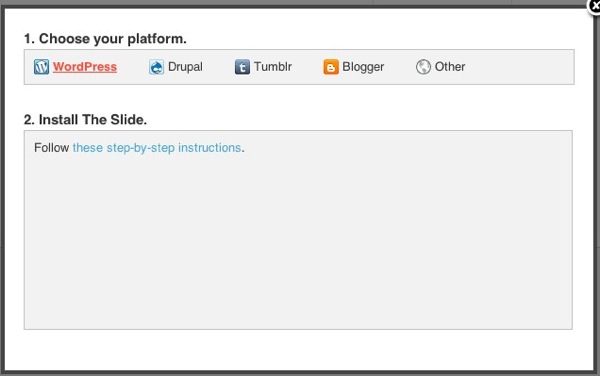 1. Choose your platform.
WordPress Drupal Tumblr Blogger Other
2. Install The Slide.
Follow these step-by-step instructions.